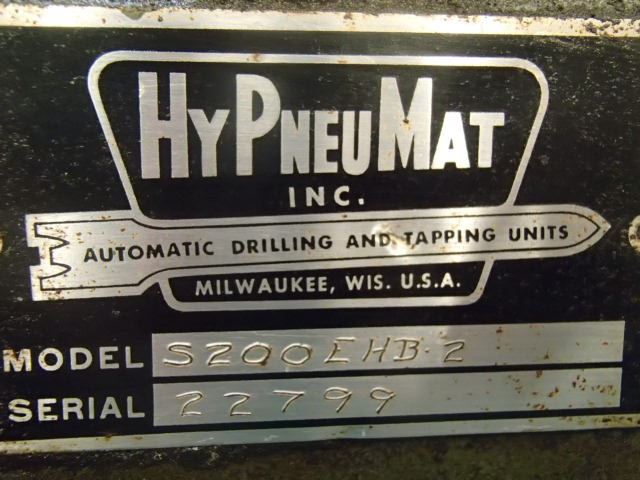 HYPNEUMAT
INC.
AUTOMATIC DRILLING AND TAPPING UNITS
MILWAUKEE, WIS. U.S.A.
MODEL S200EHB-2
SERIAL 22799